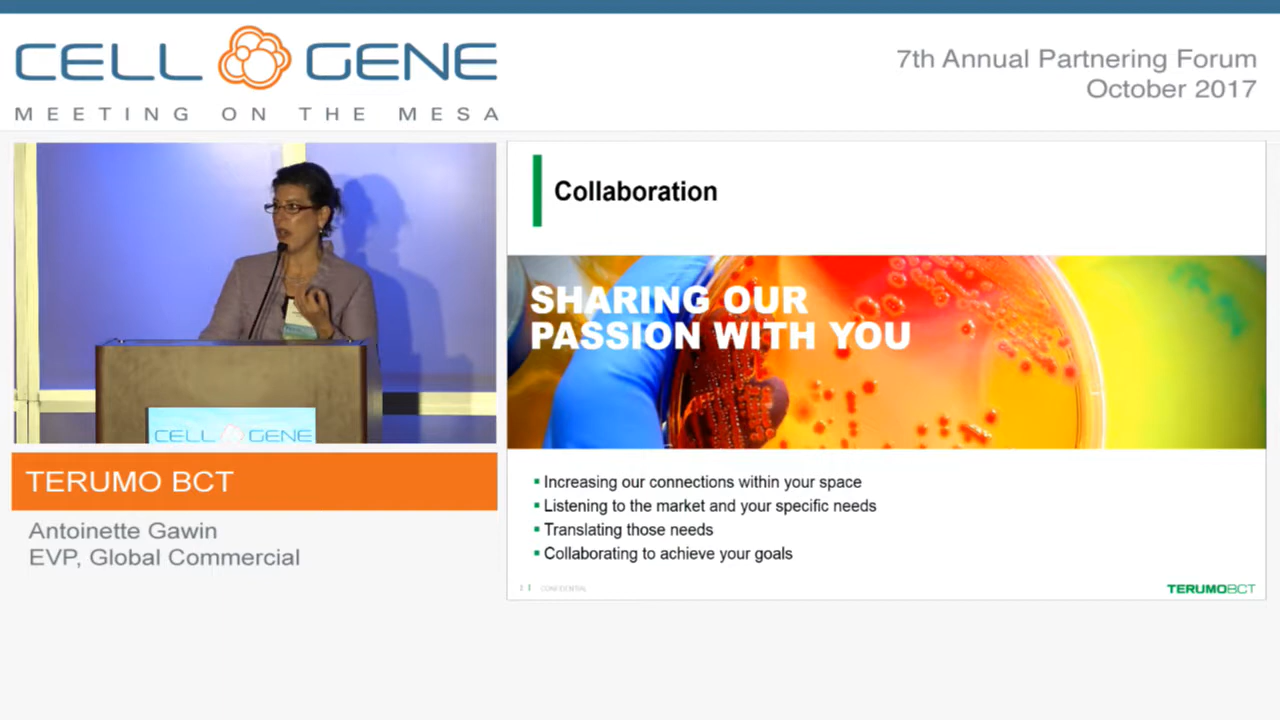 CELL GENE
MEETING ON THE MESA
7th Annual Partnering Forum
October 2017
CELL GENE
TERUMO BCT
Antoinette Gawin
EVP, Global Commercial
Collaboration
SHARING OUR
PASSION WITH YOU
Increasing our connections within your space
Listening to the market and your specific needs
Translating those needs
Collaborating to achieve your goals
CONFIDENTIAL
TERUMOBCT